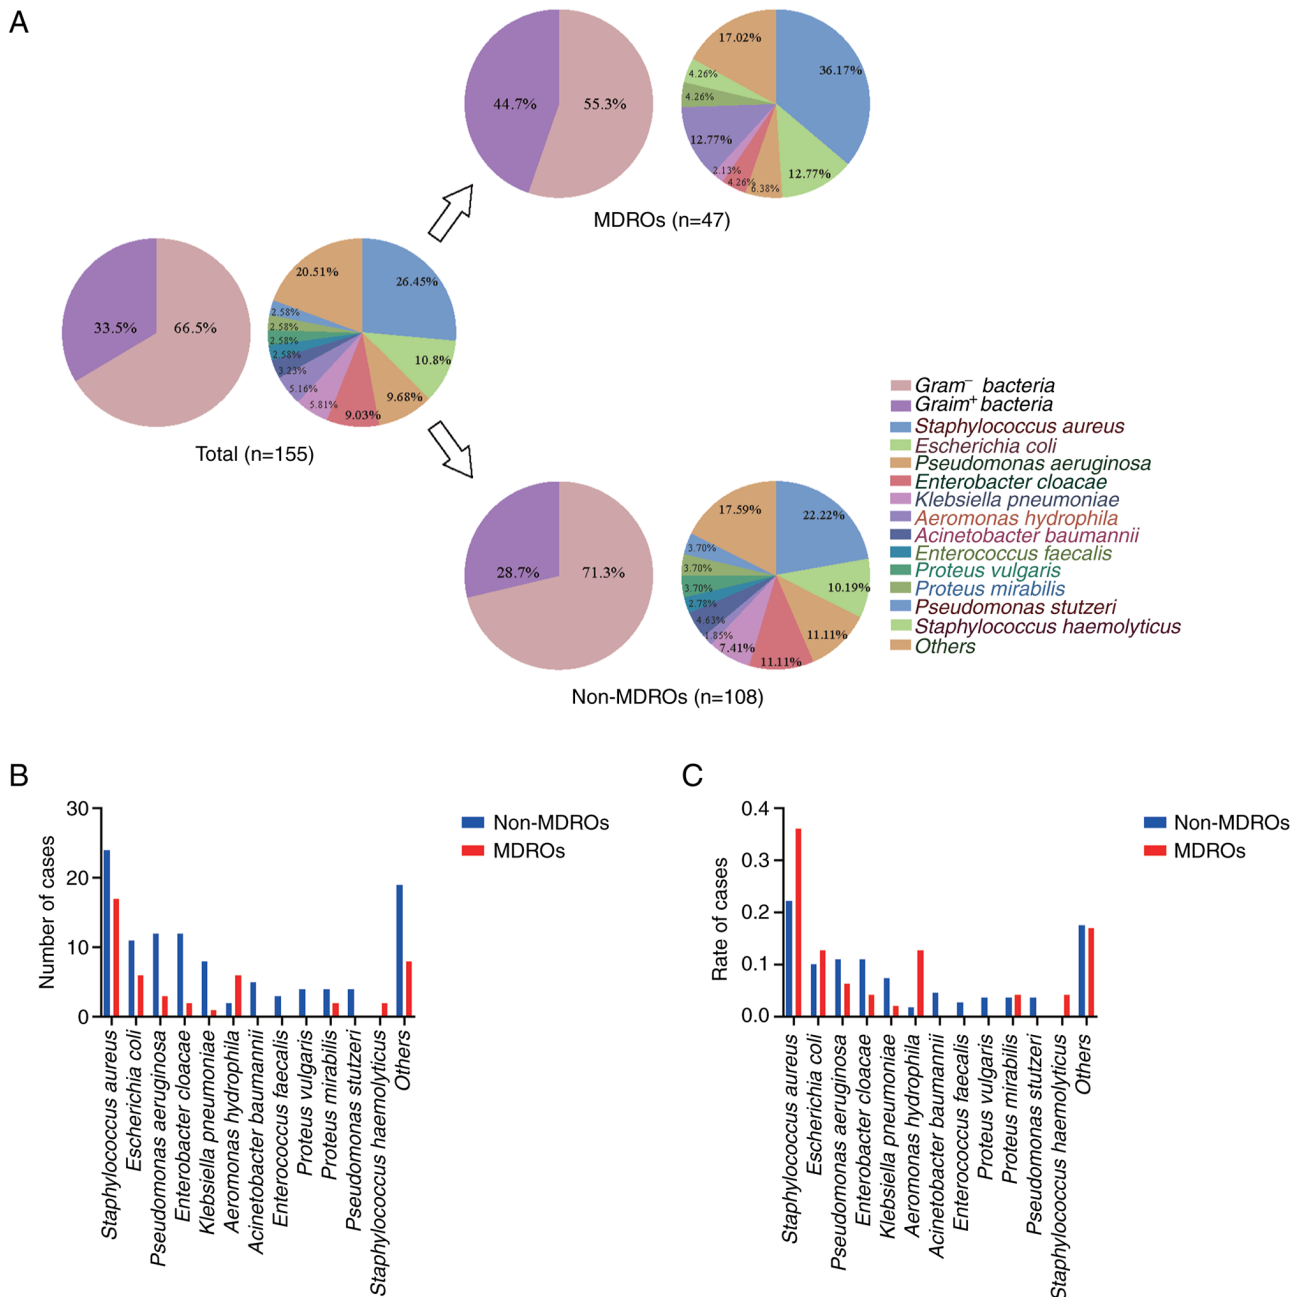 A
44.7%
55.3%
17.02%
36.17%
4.26%
4.26%
12.77%
2.13%
4.26%
6.38%
12.77%
MDROs (n=47)
33.5%
66.5%
20.51%
26.45%
2.58%
2.58%
2.58%
2.58%
3.23%
5.16%
5.81%
9.03%
9.68%
10.8%
Total (n=155)
28.7%
71.3%
17.59%
22.22%
3.70%
3.70%
3.70%
2.78%
4.63%
1.85%
7.41%
11.11%
11.11%
10.19%
Non-MDROs (n=108)
Gram− bacteria
Graim+ bacteria
Staphylococcus aureus
Escherichia coli
Pseudomonas aeruginosa
Enterobacter cloacae
Klebsiella pneumoniae
Aeromonas hydrophila
Acinetobacter baumannii
Enterococcus faecalis
Proteus vulgaris
Proteus mirabilis
Pseudomonas stutzeri
Staphylococcus haemolyticus
Others
B
Number of cases
30
20
10
0
Non-MDROs
MDROs
Staphylococcus aureus
Escherichia coli
Pseudomonas aeruginosa
Enterobacter cloacae
Klebsiella pneumoniae
Aeromonas hydrophila
Acinetobacter baumannii
Enterococcus faecalis
Proteus vulgaris
Proteus mirabilis
Pseudomonas stutzeri
Staphylococcus haemolyticus
Others
C
Rate of cases
0.4
0.3
0.2
0.1
0.0
Non-MDROs
MDROs
Staphylococcus aureus
Escherichia coli
Pseudomonas aeruginosa
Enterobacter cloacae
Klebsiella pneumoniae
Aeromonas hydrophila
Acinetobacter baumannii
Enterococcus faecalis
Proteus vulgaris
Proteus mirabilis
Pseudomonas stutzeri
Staphylococcus haemolyticus
Others